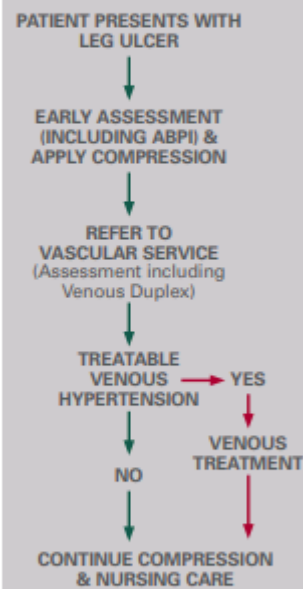 PATIENT PRESENTS WITH
LEG ULCER
EARLY ASSESSMENT
(INCLUDING ABPI) &
APPLY COMPRESSION
REFER TO
VASCULAR SERVICE
(Assessment including
Venous Duplex)
TREATABLE
VENOUS
HYPERTENSION
YES
VENOUS
TREATMENT
NO
CONTINUE COMPRESSION
& NURSING CARE